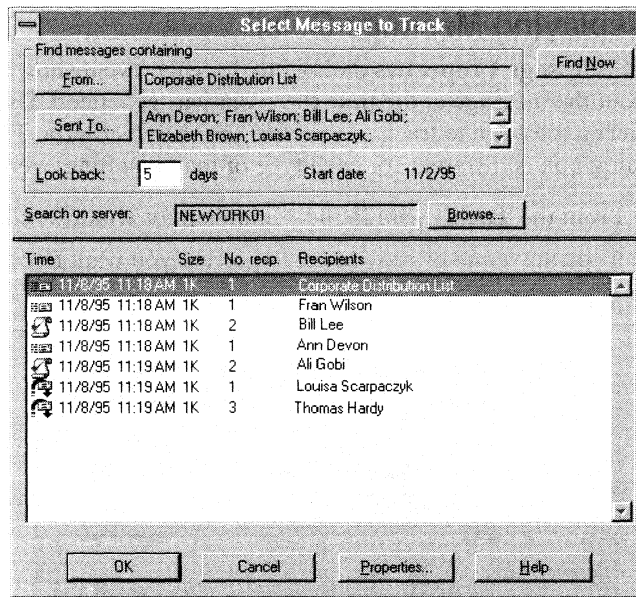 Select Message to Track
Find messages containing
From... Corporate Distribution List Find Now
Sent To... Ann Devon; Fran Wilson; Bill Lee; Ali Gobi;
Elizabeth Brown; Louisa Scarpaczyk;
Look back: 5 days Start date: 11/2/95
Search on server: NEWYORK01 Browse...
Time Size No. recp. Recipients
11/8/95 11:18 AM 1K 1 Corporate Distribution List
11/8/95 11:18 AM 1K 1 Fran Wilson
11/8/95 11:18 AM 1K 2 Bill Lee
11/8/95 11:18 AM 1K 1 Ann Devon
11/8/95 11:19 AM 1K 2 Ali Gobi
11/8/95 11:19 AM 1K 1 Louisa Scarpaczyk
11/8/95 11:19 AM 1K 3 Thomas Hardy
OK Cancel Properties... Help